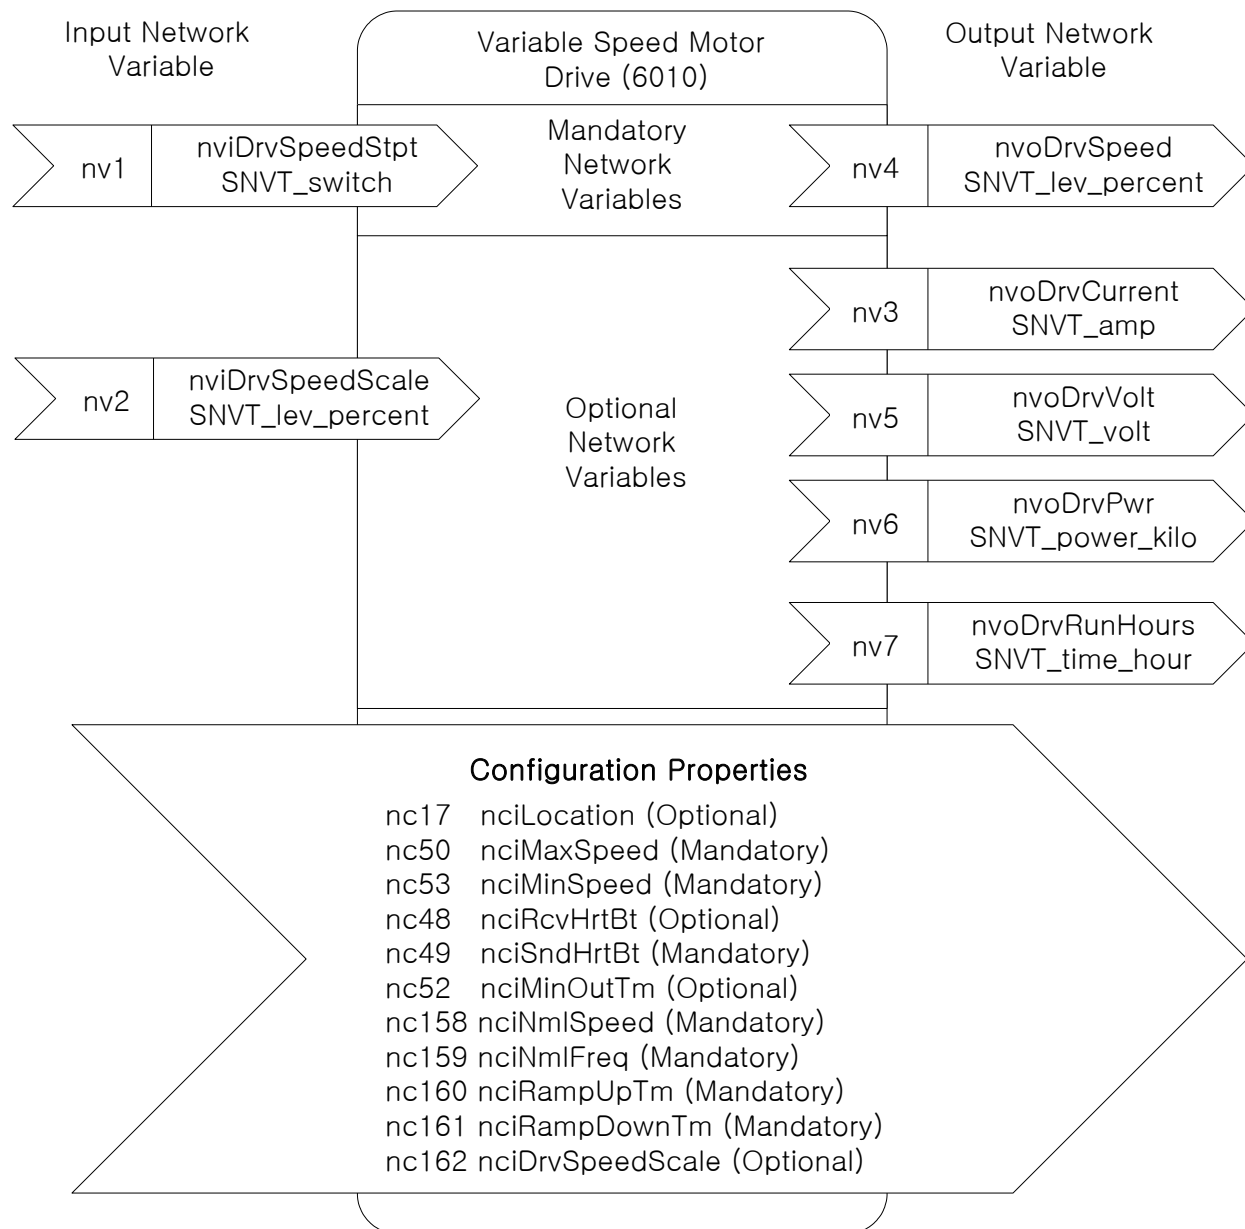 Input Network
Variable
Variable Speed Motor
Drive (6010)
Output Network
Variable
nv1
nviDrvSpeedStpt
SNVT_switch
Mandatory
Network
Variables
nv4
nvoDrvSpeed
SNVT_lev_percent
nv3
nvoDrvCurrent
SNVT_amp
nv2
nviDrvSpeedScale
SNVT_lev_percent
Optional
Network
Variables
nv5
nvoDrvVolt
SNVT_volt
nv6
nvoDrvPwr
SNVT_power_kilo
nv7
nvoDrvRunHours
SNVT_time_hour
Configuration Properties
nc17 nciLocation (Optional)
nc50 nciMaxSpeed (Mandatory)
nc53 nciMinSpeed (Mandatory)
nc48 nciRcvHrtBt (Optional)
nc49 nciSndHrtBt (Mandatory)
nc52 nciMinOutTm (Optional)
nc158 nciNmlSpeed (Mandatory)
nc159 nciNmlFreq (Mandatory)
nc160 nciRampUpTm (Mandatory)
nc161 nciRampDownTm (Mandatory)
nc162 nciDrvSpeedScale (Optional)